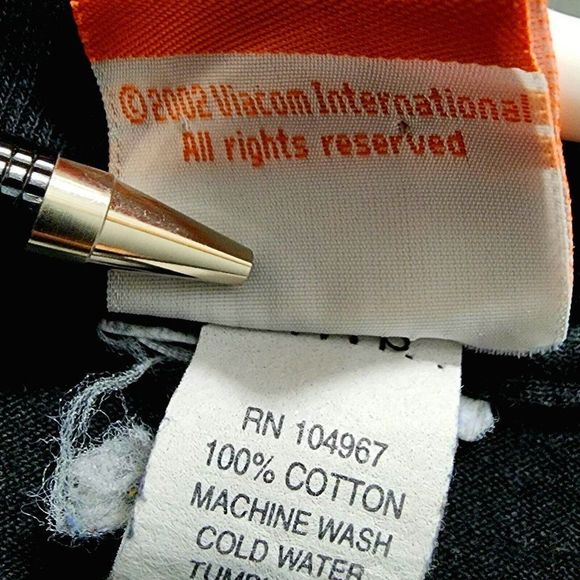 ©2002 Viacom International
All rights reserved
RN 104967
100% COTTON
MACHINE WASH
COLD WATER